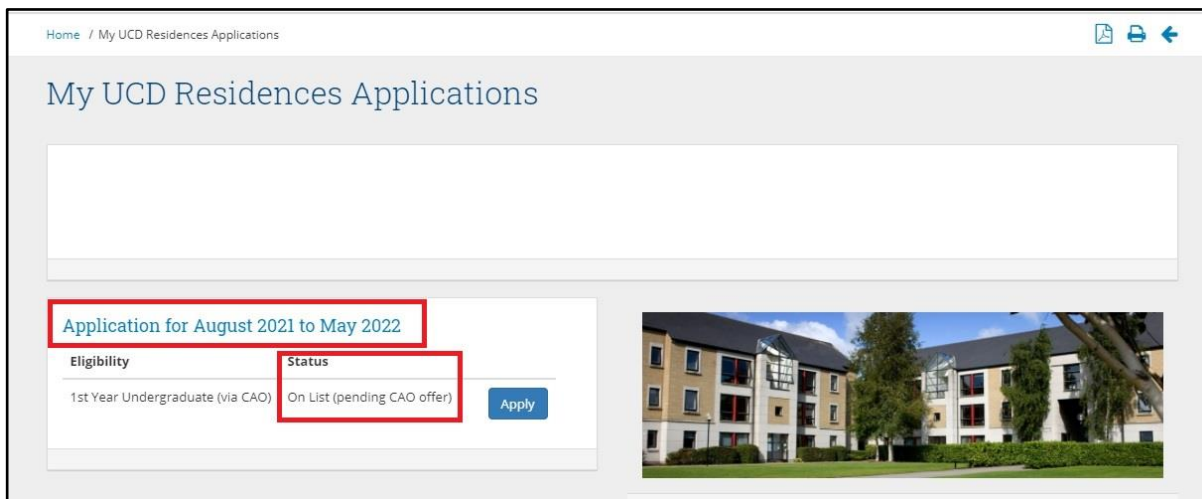 Home / My UCD Residences Applications
My UCD Residences Applications
Application for August 2021 to May 2022
Eligibility Status
1st Year Undergraduate (via CAO) On List (pending CAO offer) Apply